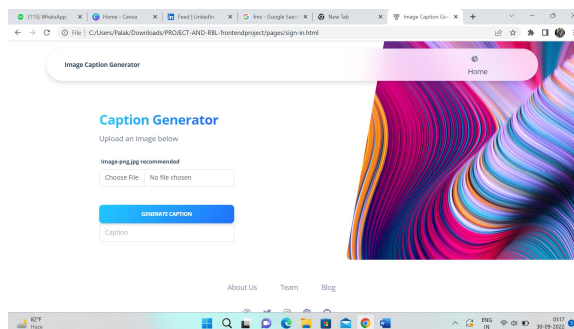 (115) WhatsApp
Home - Canva
Feed | LinkedIn
fms - Google Sear
New Tab
Image Caption Ge
File | C:/Users/Palak/Downloads/PROJECT-AND-RBL-frontendproject/pages/sign-in.html
Image Caption Generator
Home
Caption Generator
Upload an image below
Image-png,jpg recommended
Choose File No file chosen
GENERATE CAPTION
Caption
About Us Team Blog
82°F
Haze
ENG
IN
01:17
30-09-2022